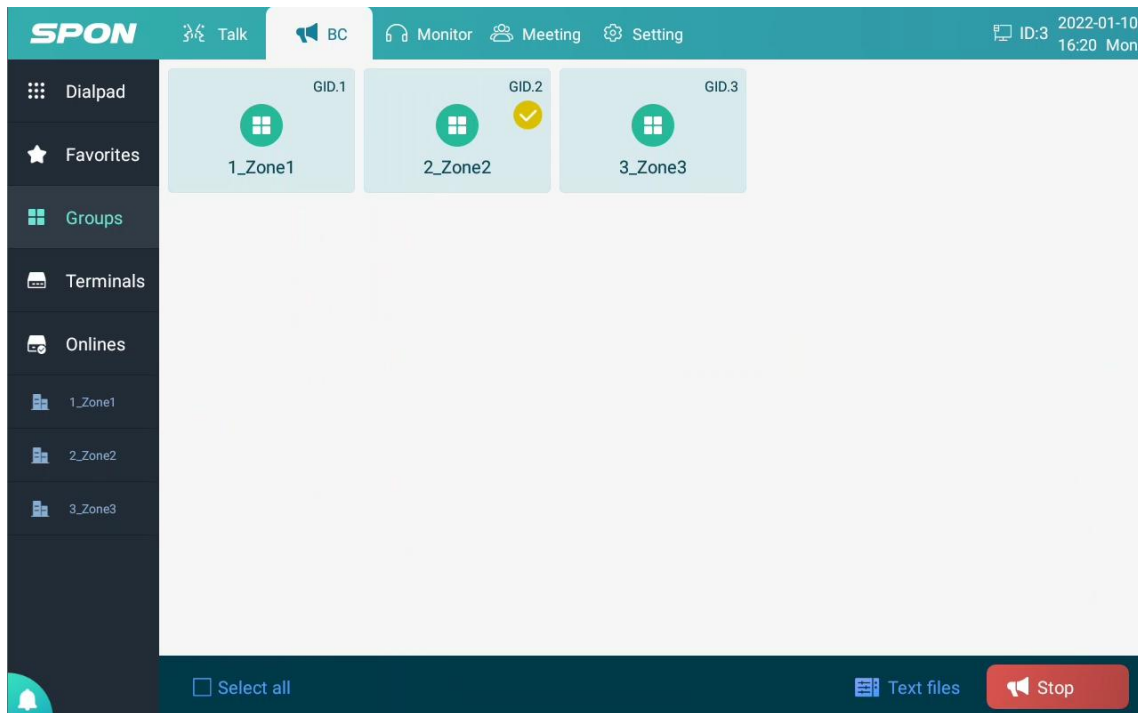 SPON
Talk
BC
Monitor
Meeting
Setting
ID:3
2022-01-10
16:20 Mon
Dialpad
Favorites
Groups
Terminals
Onlines
1_Zone1
2_Zone2
3_Zone3
GID.1
1_Zone1
GID.2
2_Zone2
GID.3
3_Zone3
Select all
Text files
Stop